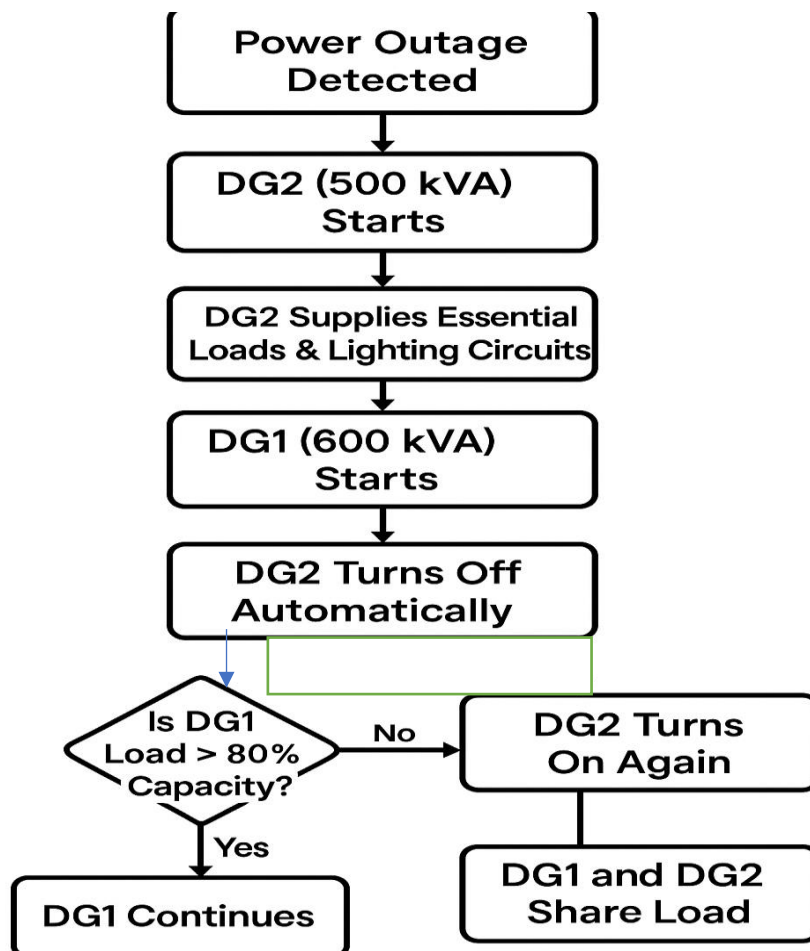 Power Outage
Detected
DG2 (500 kVA)
Starts
DG2 Supplies Essential
Loads & Lighting Circuits
DG1 (600 kVA)
Starts
DG2 Turns Off
Automatically
Is DG1
Load > 80%
Capacity?
No
DG2 Turns
On Again
Yes
DG1 Continues
DG1 and DG2
Share Load